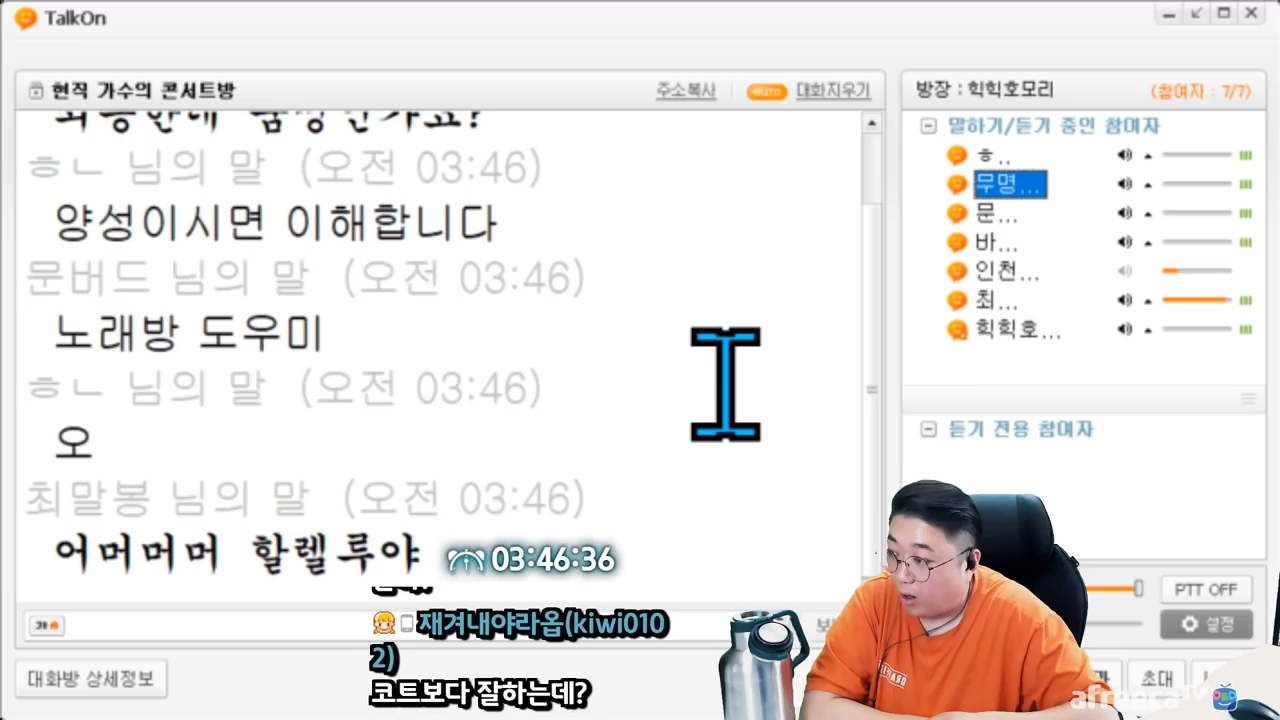 TalkOn
현직 가수의 콘서트방
주소복사
AUTO
대화지우기
ㅎㄴ 님의 말 (오전 03:46)
양성이시면 이해합니다
문버드 님의 말 (오전 03:46)
노래방 도우미
ㅎㄴ 님의 말 (오전 03:46)
오
최말봉 님의 말 (오전 03:46)
어머머머 할렐루야
03:46:36
재겨내야라옵(kiwi010
2)
코트보다 잘하는데?
대화방 상세정보
방장 : 힉힉호모리
(참여자 : 7/7)
말하기/듣기 중인 참여자
ㅎ..
무명...
문...
바...
인천...
최...
힉힉호...
듣기 전용 참여자
PTT OFF
설정
초대
afreecaTV